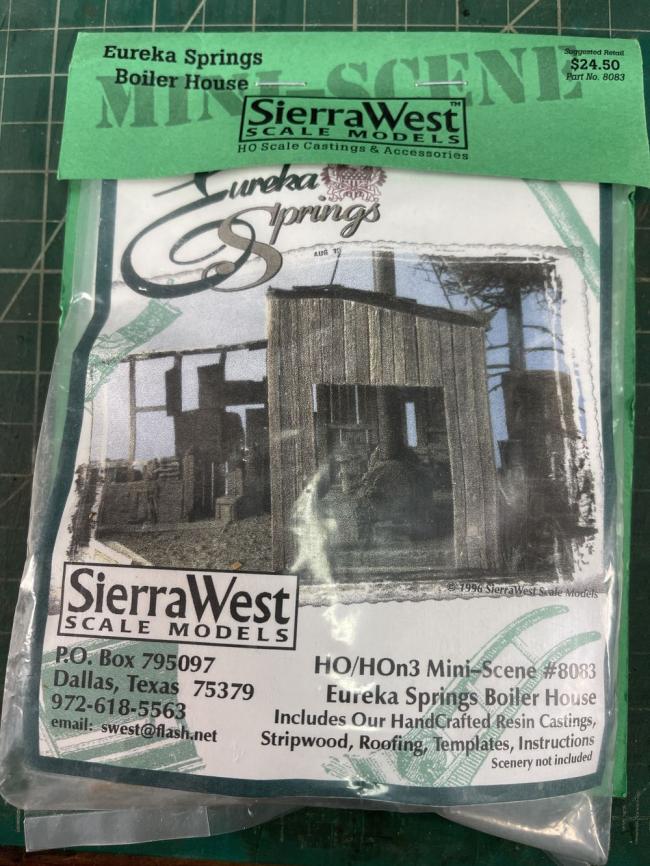 Eureka Springs
Boiler House
MINI-SCENE
Suggested Retail
$24.50
Part No. 8083
SierraWest™
SCALE MODELS
HO Scale Castings & Accessories
Eureka
Springs
AUG
SierraWest
SCALE MODELS
© 1996 SierraWest Scale Models
P.O. Box 795097
Dallas, Texas 75379
972-618-5563
email: swest@flash.net
HO/HOn3 Mini-Scene #8083
Eureka Springs Boiler House
Includes Our HandCrafted Resin Castings,
Stripwood, Roofing, Templates, Instructions
Scenery not included